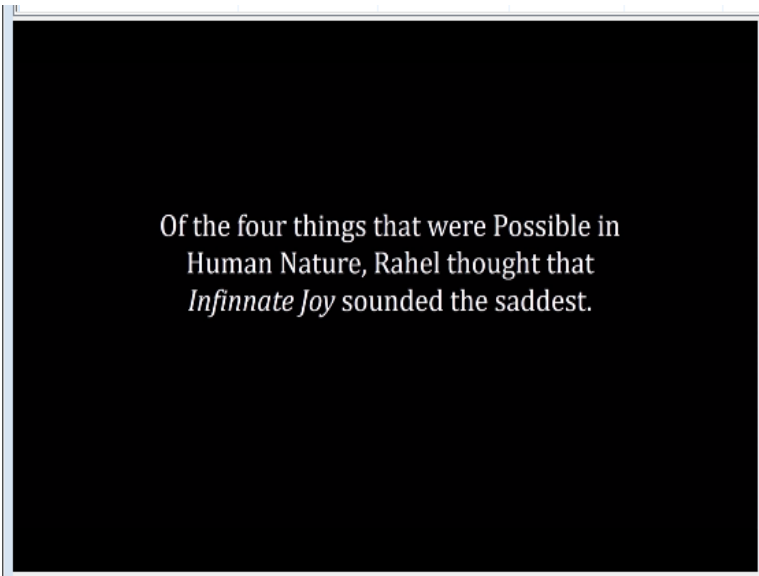 Of the four things that were Possible in
Human Nature, Rahel thought that
Infinnate Joy sounded the saddest.